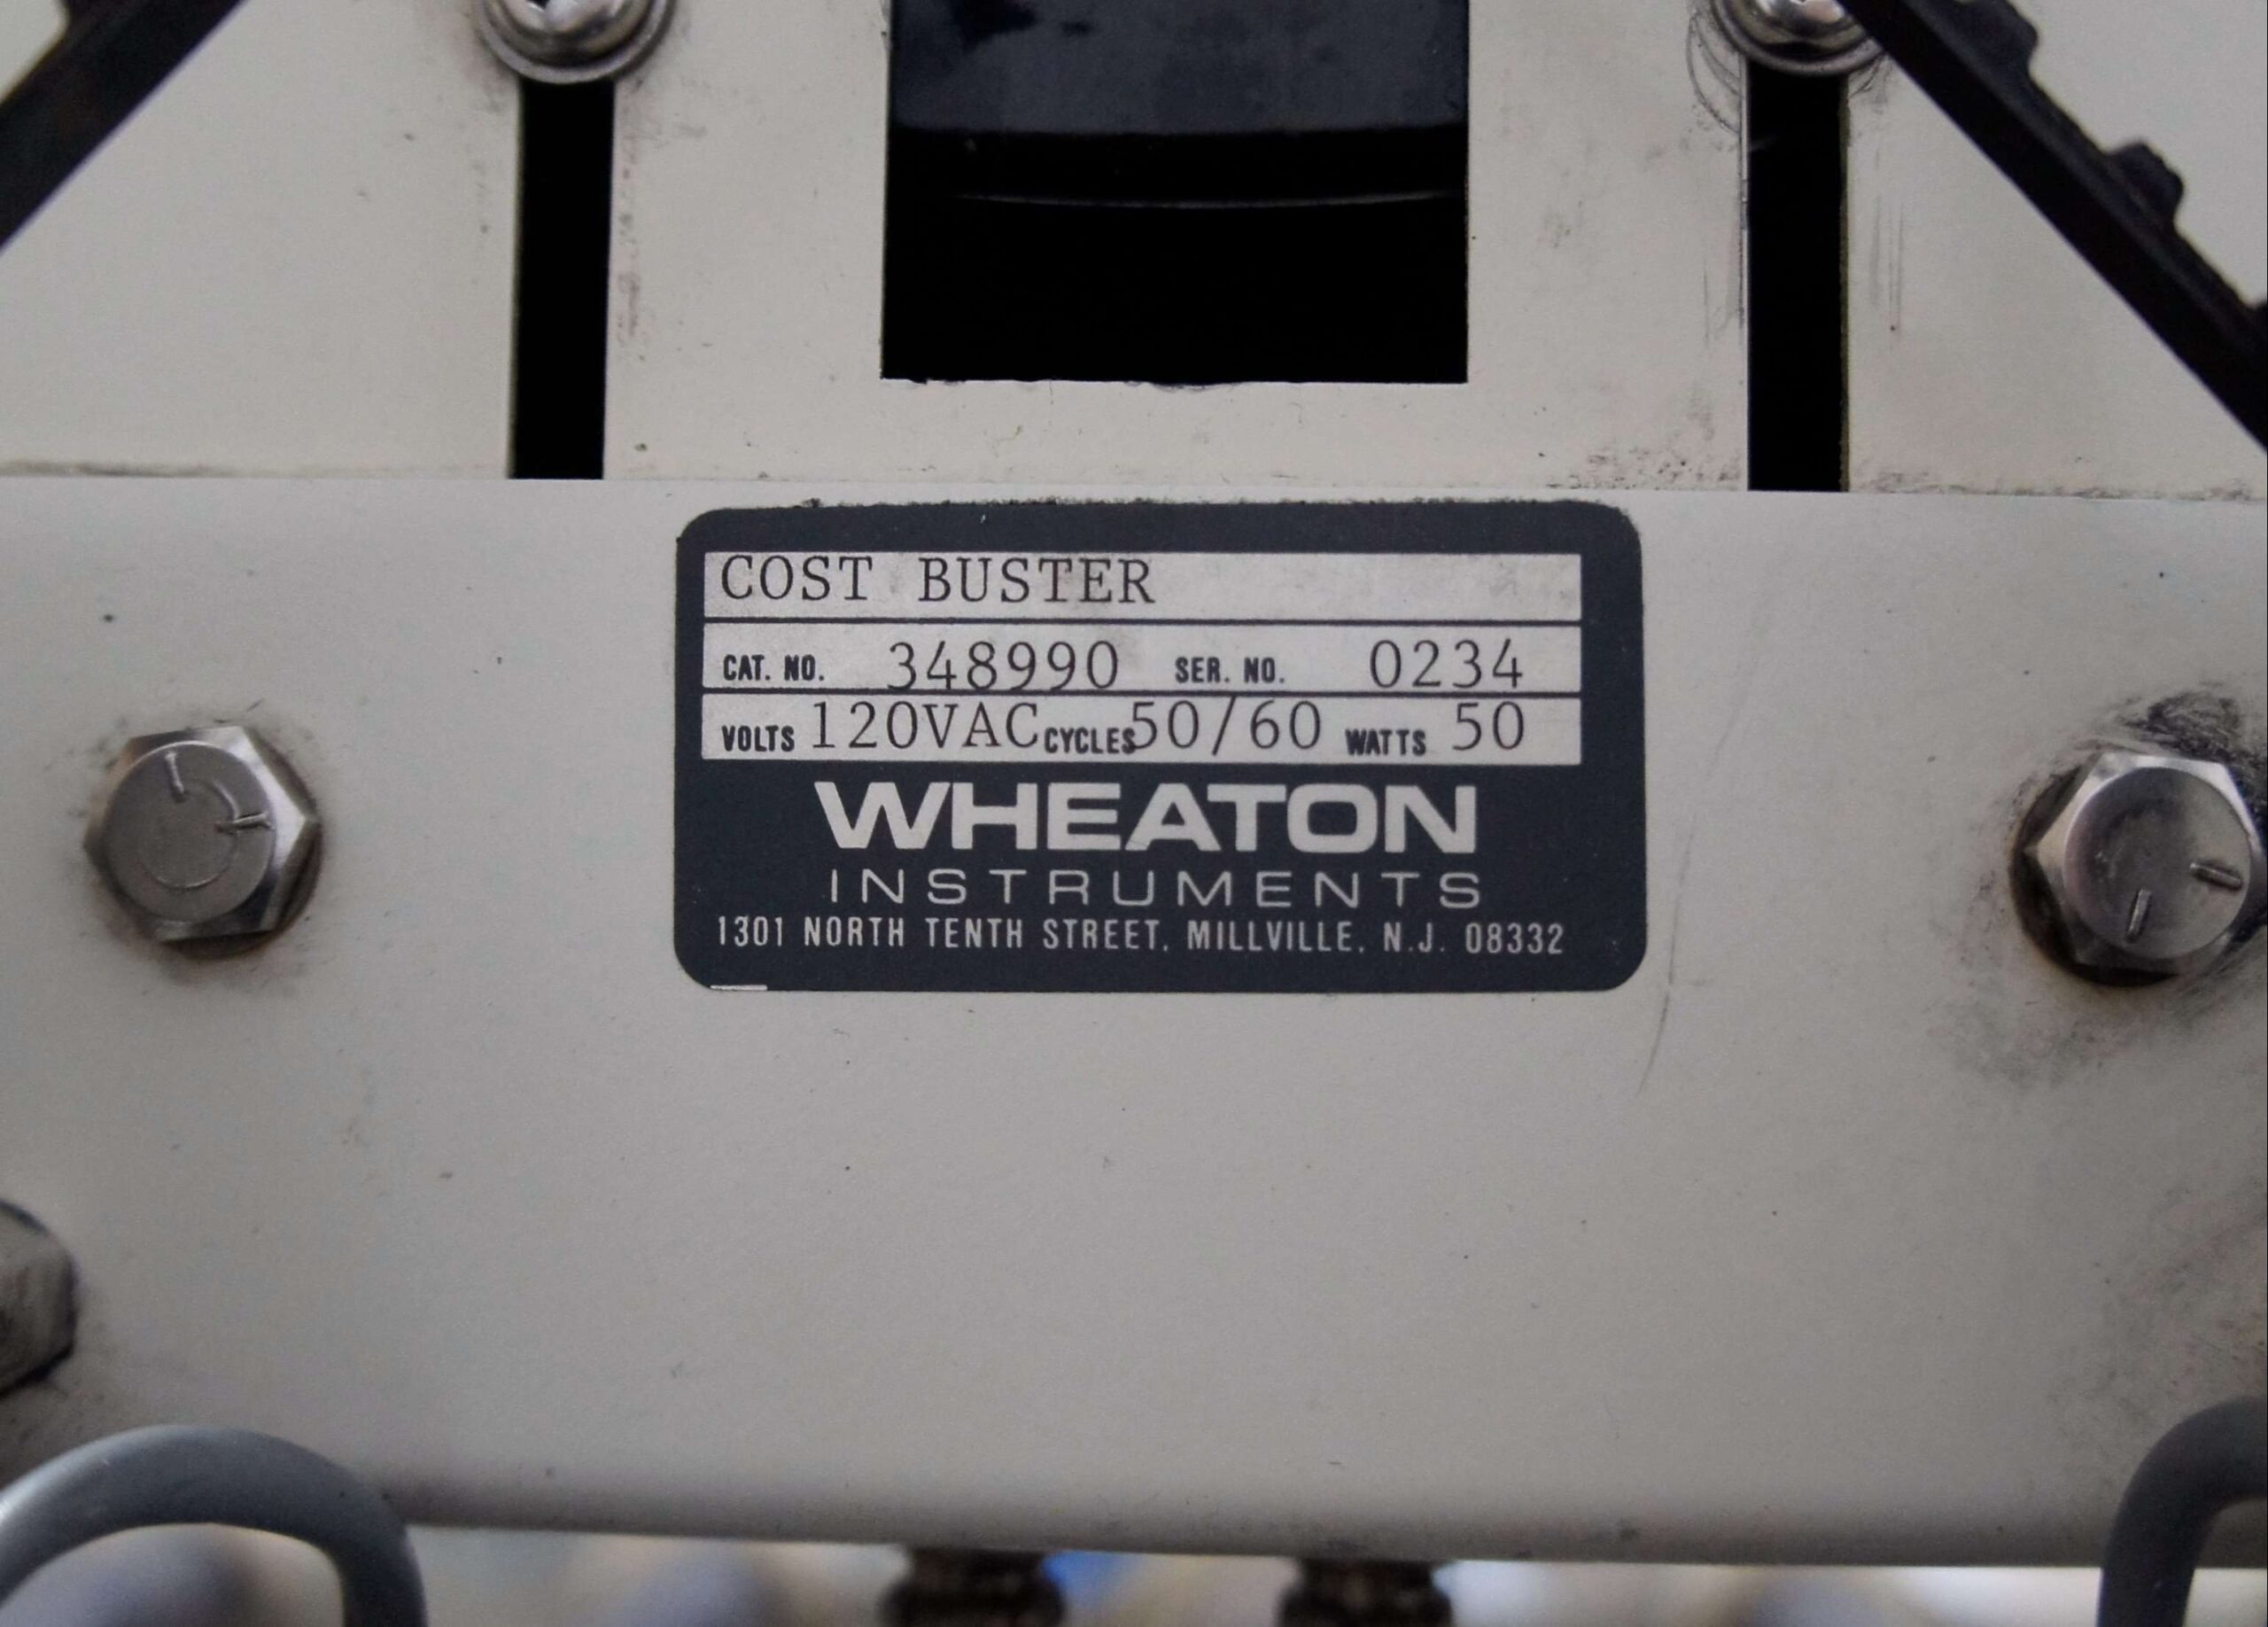 COST BUSTER
CAT. NO. 348990 SER. NO. 0234
VOLTS 120VAC CYCLES 50/60 WATTS 50
WHEATON
INSTRUMENTS
1301 NORTH TENTH STREET, MILLVILLE, N.J. 08332